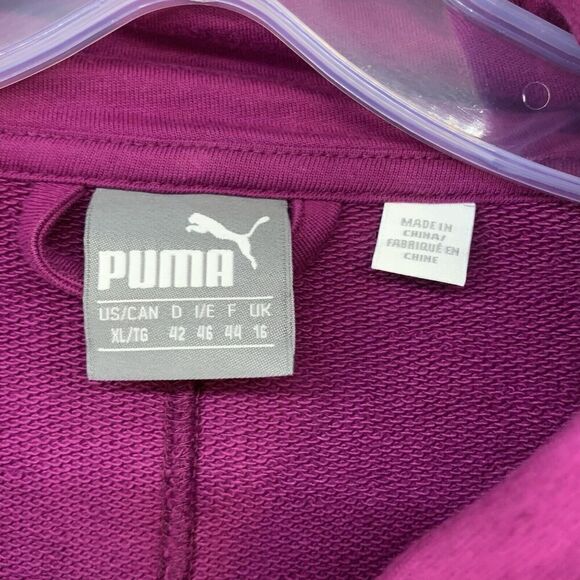 PUMA
US/CAN D I/E F UK
XL/TG 42 46 44 16
MADE IN
CHINA/
FABRIQUÉ EN
CHINE